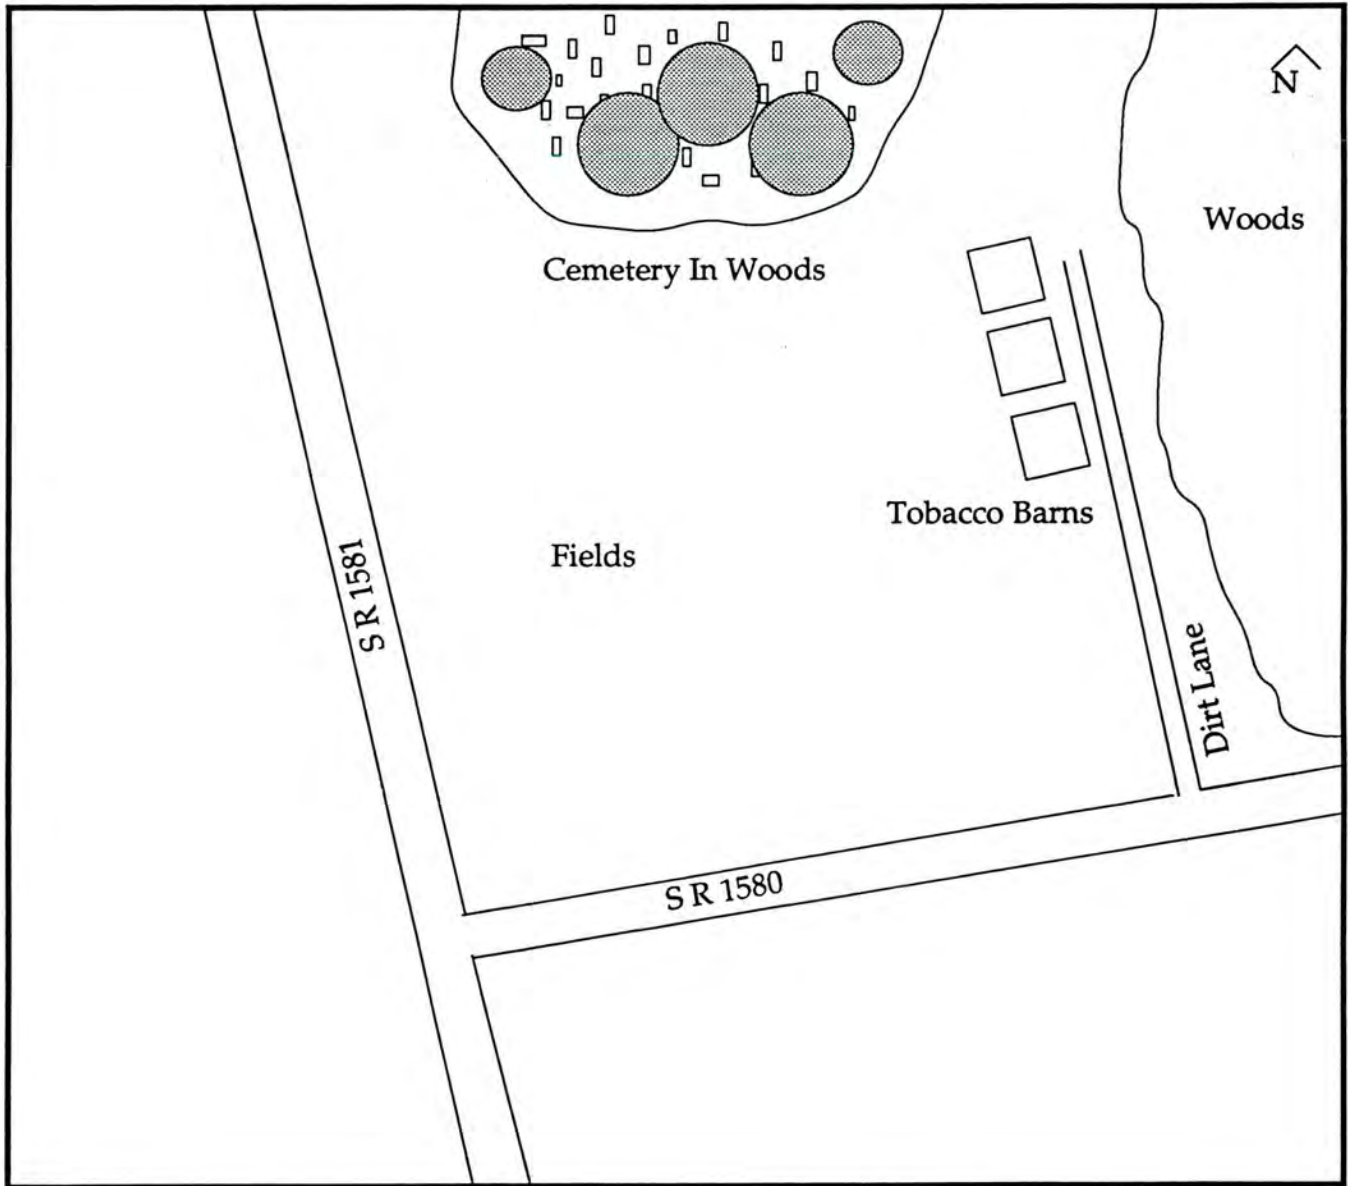 N
Woods
Cemetery In Woods
Tobacco Barns
Fields
S R 1581
Dirt Lane
S R 1580